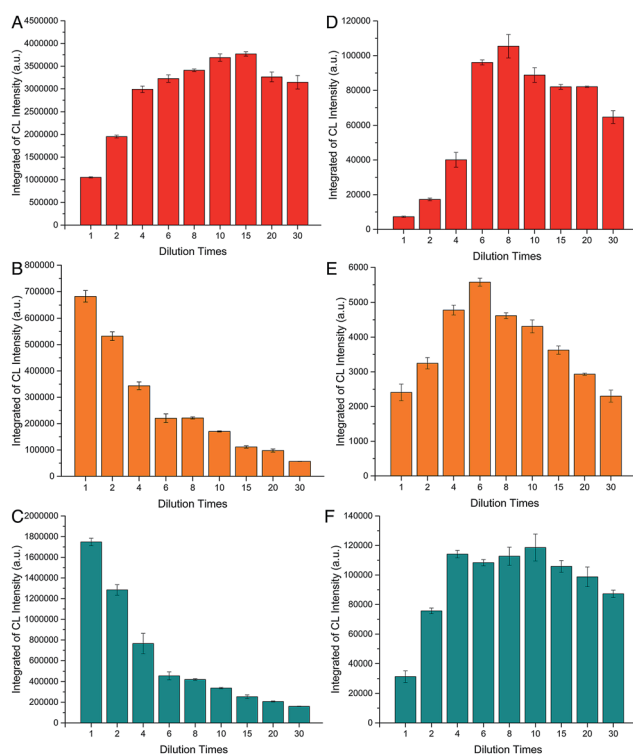 A
Integrated of CL Intensity (a.u.)
4500000
4000000
3500000
3000000
2500000
2000000
1500000
1000000
500000
0
1 2 4 6 8 10 15 20 30
Dilution Times
D
Integrated of CL Intensity (a.u.)
120000
100000
80000
60000
40000
20000
0
1 2 4 6 8 10 15 20 30
Dilution Times
B
Integrated of CL Intensity (a.u.)
800000
700000
600000
500000
400000
300000
200000
100000
0
1 2 4 6 8 10 15 20 30
Dilution Times
E
Integrated of CL Intensity (a.u.)
6000
5000
4000
3000
2000
1000
0
1 2 4 6 8 10 15 20 30
Dilution Times
C
Integrated of CL Intensity (a.u.)
2000000
1800000
1600000
1400000
1200000
1000000
800000
600000
400000
200000
0
1 2 4 6 8 10 15 20 30
Dilution Times
F
Integrated of CL Intensity (a.u.)
140000
120000
100000
80000
60000
40000
20000
0
1 2 4 6 8 10 15 20 30
Dilution Times